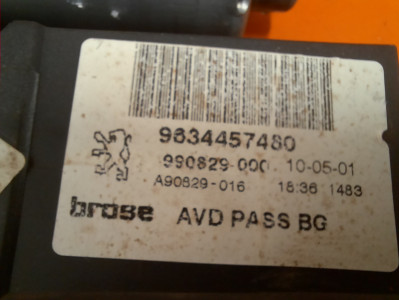 9634457480
990829-000 10-05-01
A90829-016 18:36 1483
brose AVD PASS BG